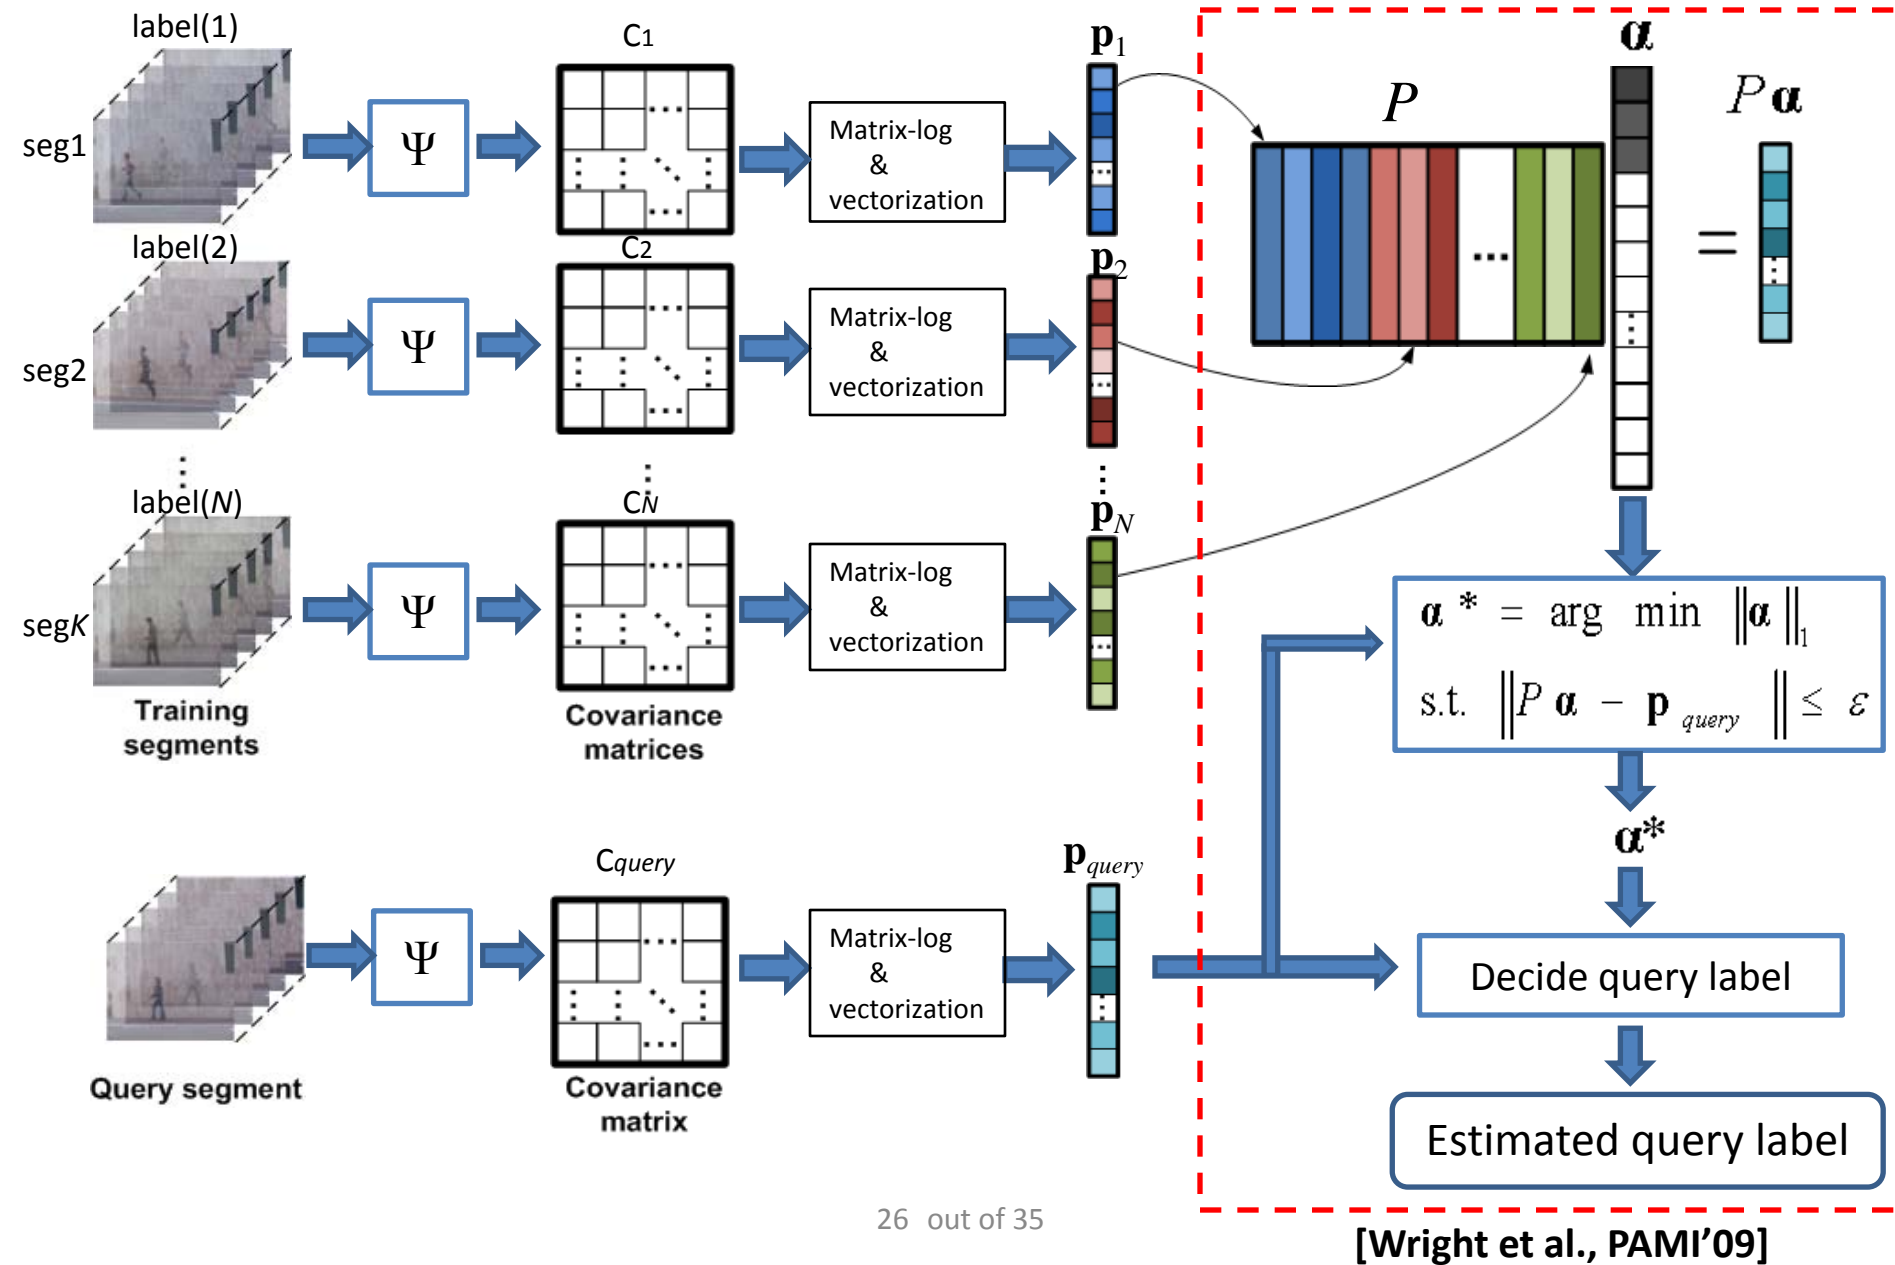 label(1)
seg1
Ψ
C1
Matrix-log
&
vectorization
p1
P
α
Pα
=
label(2)
seg2
Ψ
C2
Matrix-log
&
vectorization
p2
label(N)
segK
Ψ
CN
Matrix-log
&
vectorization
pN
Training
segments
Covariance
matrices
α* = arg min ‖α‖1
s.t. ‖Pα − pquery‖ ≤ ε
α*
Query segment
Ψ
Cquery
Covariance
matrix
Matrix-log
&
vectorization
pquery
Decide query label
Estimated query label
26 out of 35
[Wright et al., PAMI’09]